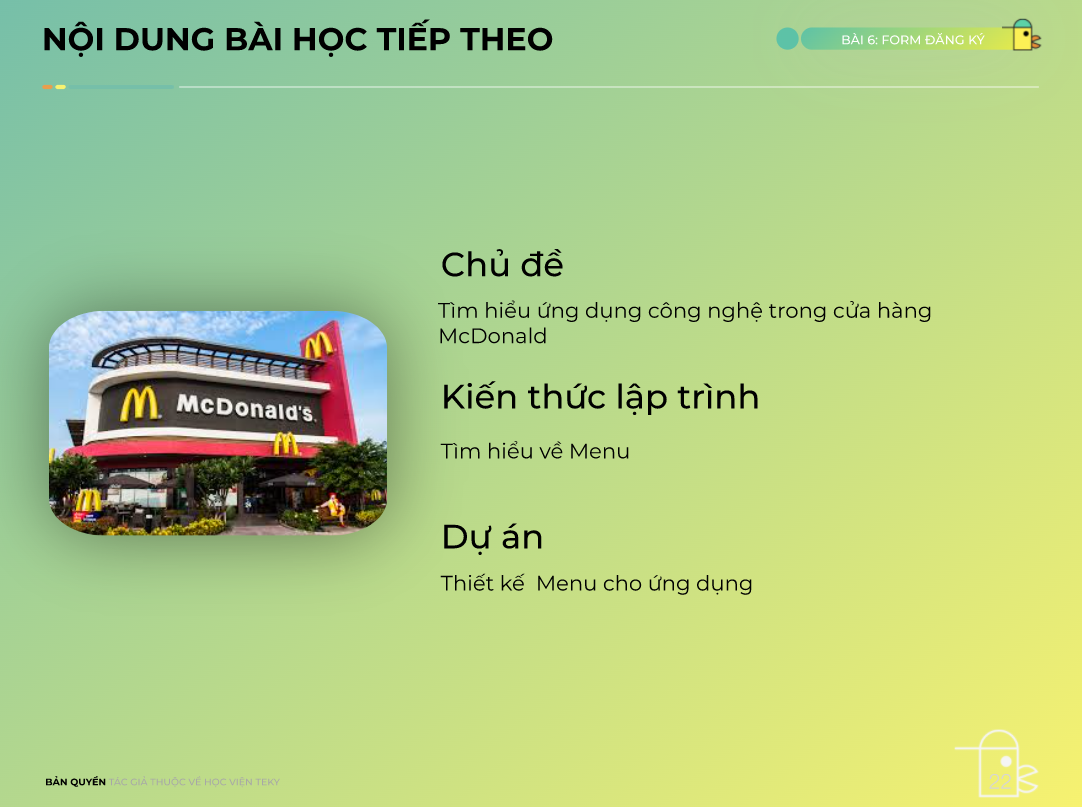 NỘI DUNG BÀI HỌC TIẾP THEO
BÀI 6: FORM ĐĂNG KÝ
Chủ đề
Tìm hiểu ứng dụng công nghệ trong cửa hàng
McDonald
McDonald's.
Kiến thức lập trình
Tìm hiểu về Menu
Dự án
Thiết kế  Menu cho ứng dụng
BẢN QUYỀN TÁC GIẢ THUỘC VỀ HỌC VIỆN TEKY
22